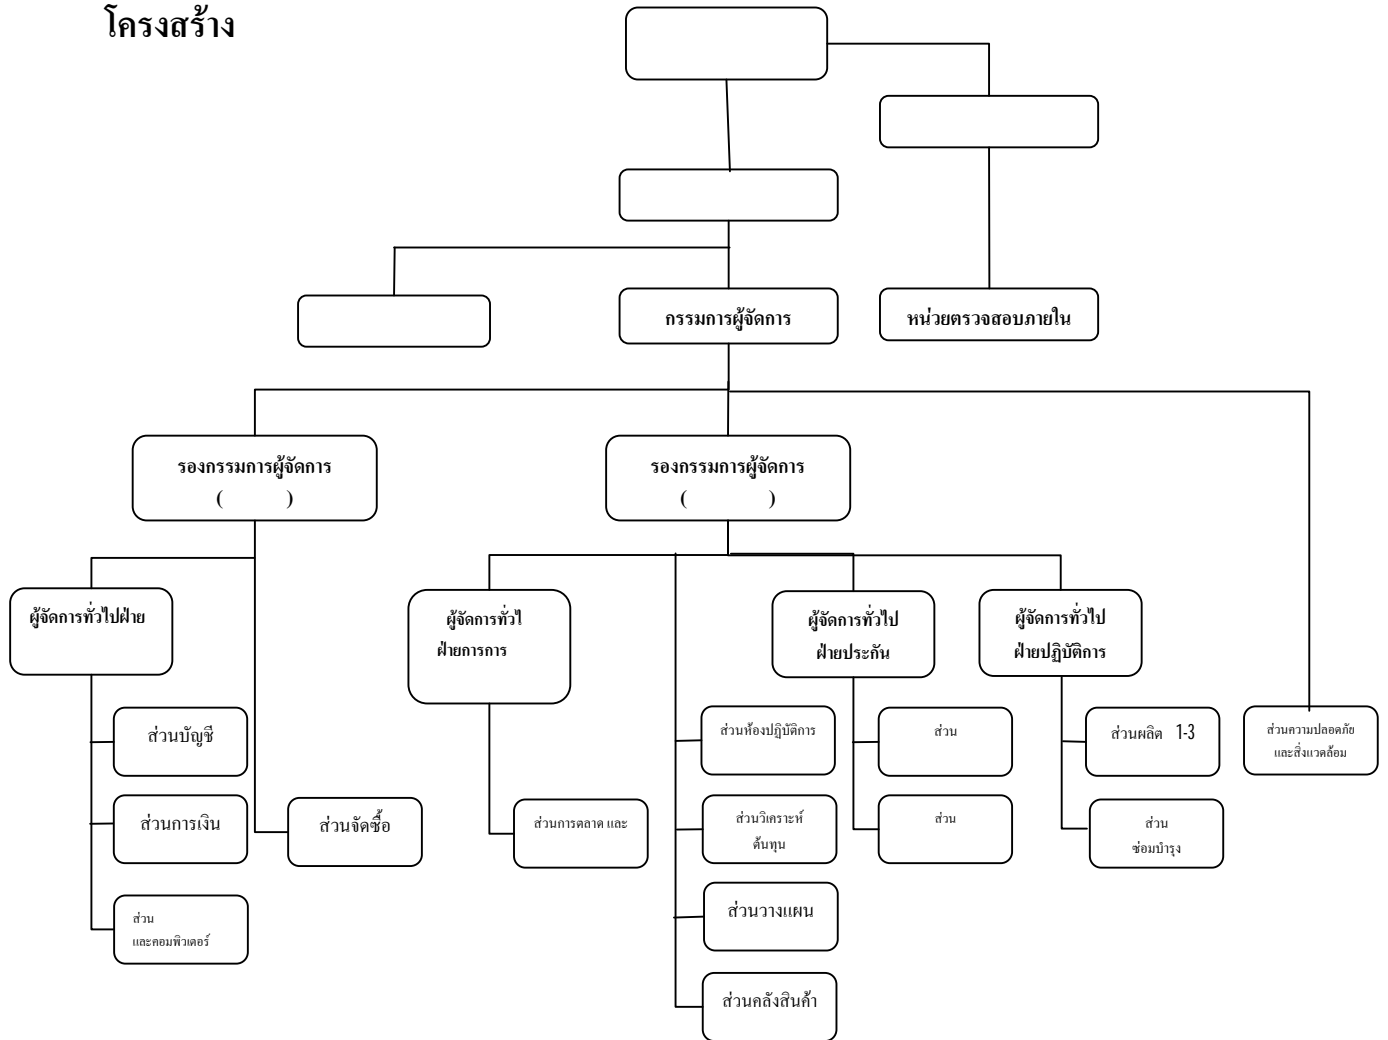 โครงสร้าง
กรรมการผู้จัดการ
หน่วยตรวจสอบภายใน
รองกรรมการผู้จัดการ
( )
รองกรรมการผู้จัดการ
( )
ผู้จัดการทั่วไปฝ่าย
ผู้จัดการทั่วไ
ฝ่ายการการ
ผู้จัดการทั่วไป
ฝ่ายประกัน
ผู้จัดการทั่วไป
ฝ่ายปฏิบัติการ
ส่วนบัญชี
ส่วนการเงิน
ส่วน
และคอมพิวเตอร์
ส่วนจัดซื้อ
ส่วนการตลาด และ
ส่วนห้องปฎิบัติการ
ส่วนวิเคราะห์
ต้นทุน
ส่วนวางแผน
ส่วนคลังสินค้า
ส่วน
ส่วน
ส่วนผลิต 1-3
ส่วน
ซ่อมบำรุง
ส่วนความปลอดภัย
และสิ่งแวดล้อม